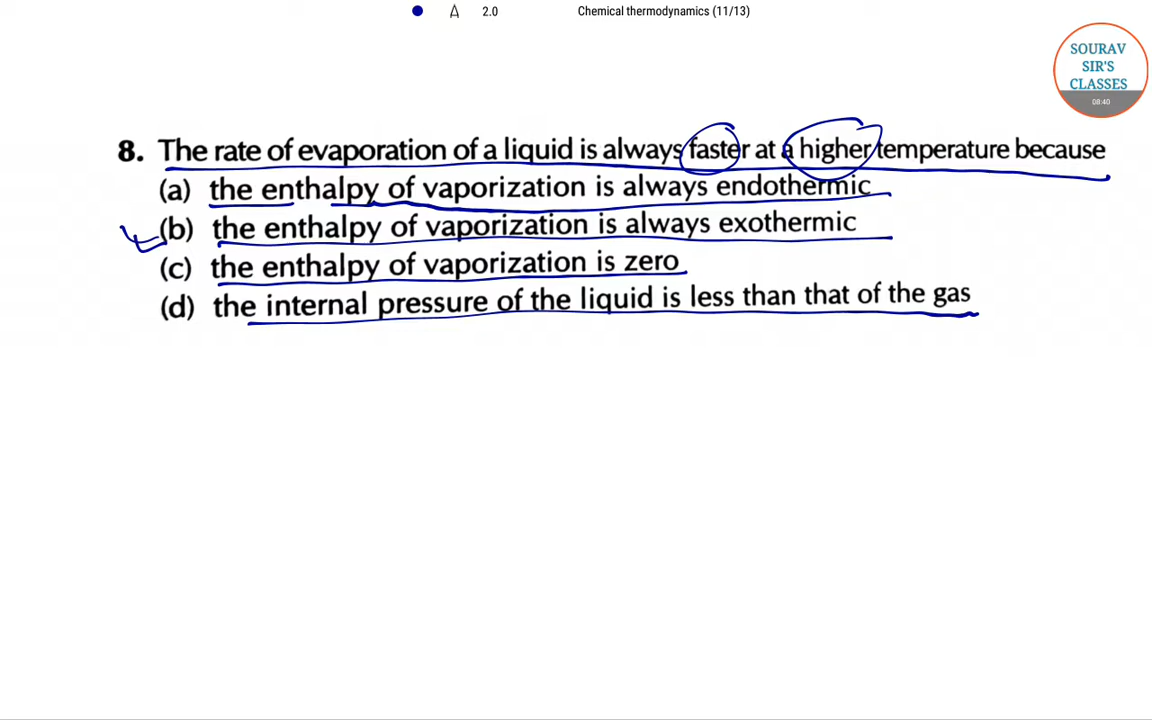 2.0 Chemical thermodynamics (11/13)
SOURAV
SIR'S
CLASSES
08:40
8. The rate of evaporation of a liquid is always faster at a higher temperature because
(a) the enthalpy of vaporization is always endothermic
(b) the enthalpy of vaporization is always exothermic
(c) the enthalpy of vaporization is zero
(d) the internal pressure of the liquid is less than that of the gas